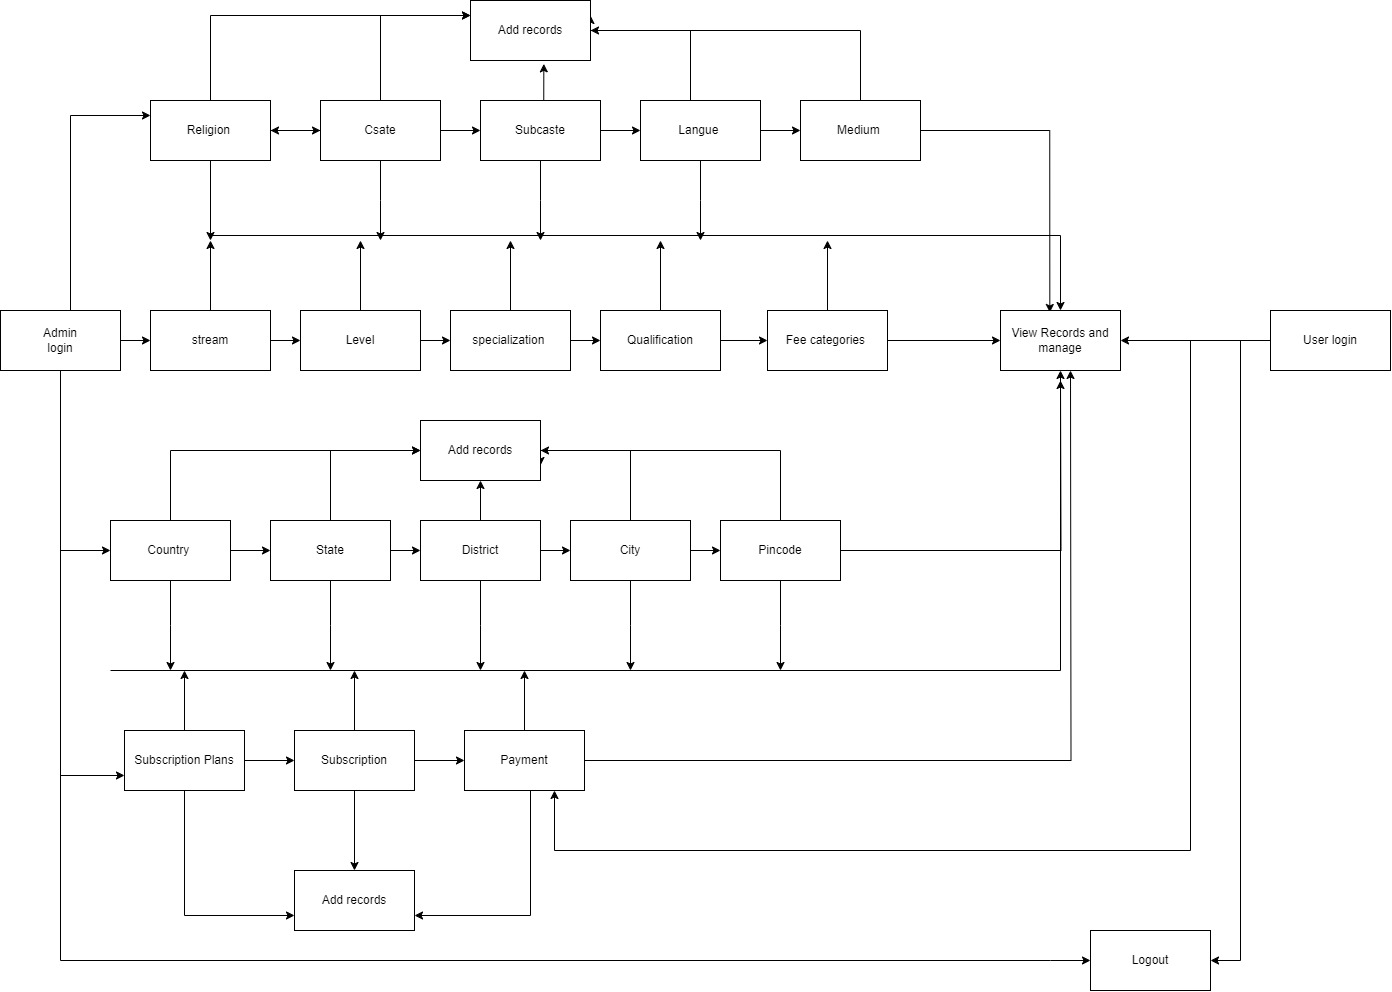 Add records
Religion
Csate
Subcaste
Langue
Medium
Admin
login
stream
Level
specialization
Qualification
Fee categories
View Records and
manage
User login
Add records
Country
State
District
City
Pincode
Subscription Plans
Subscription
Payment
Add records
Logout